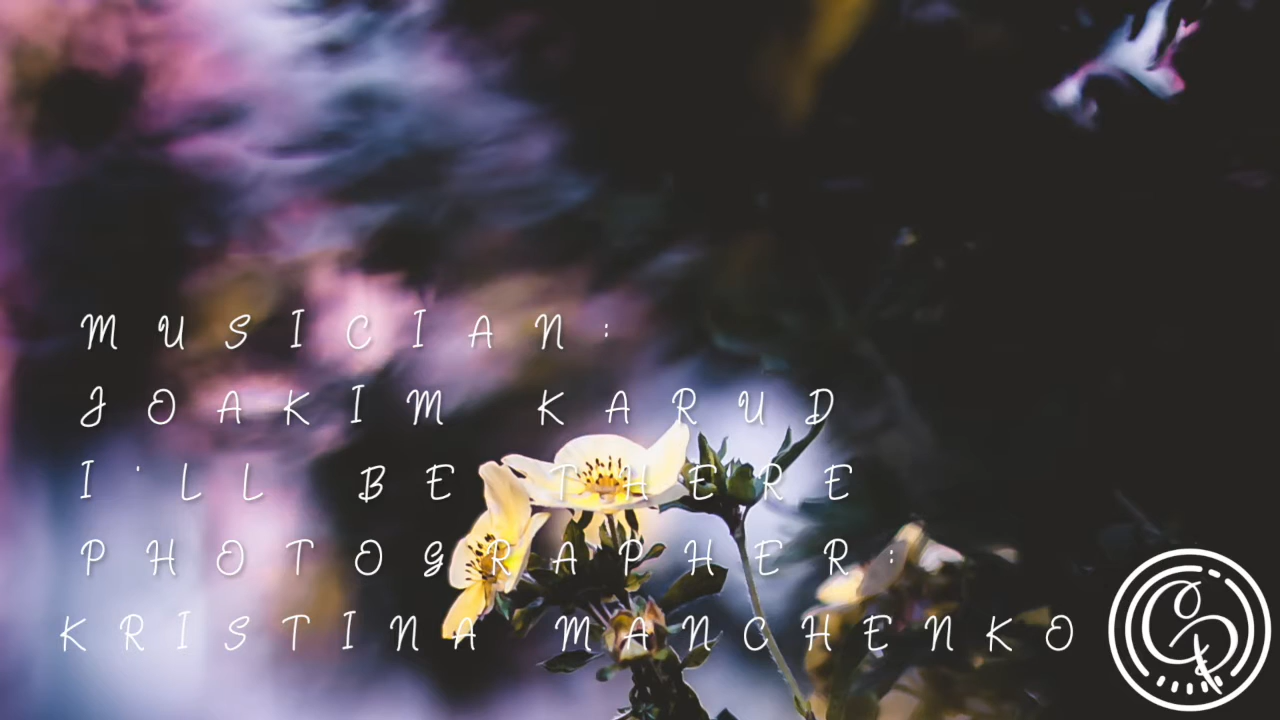 MUSICIAN:
JOAKIM KARUD
I'LL BE THERE
PHOTOGRAPHER:
KRISTINA MANCHENKO